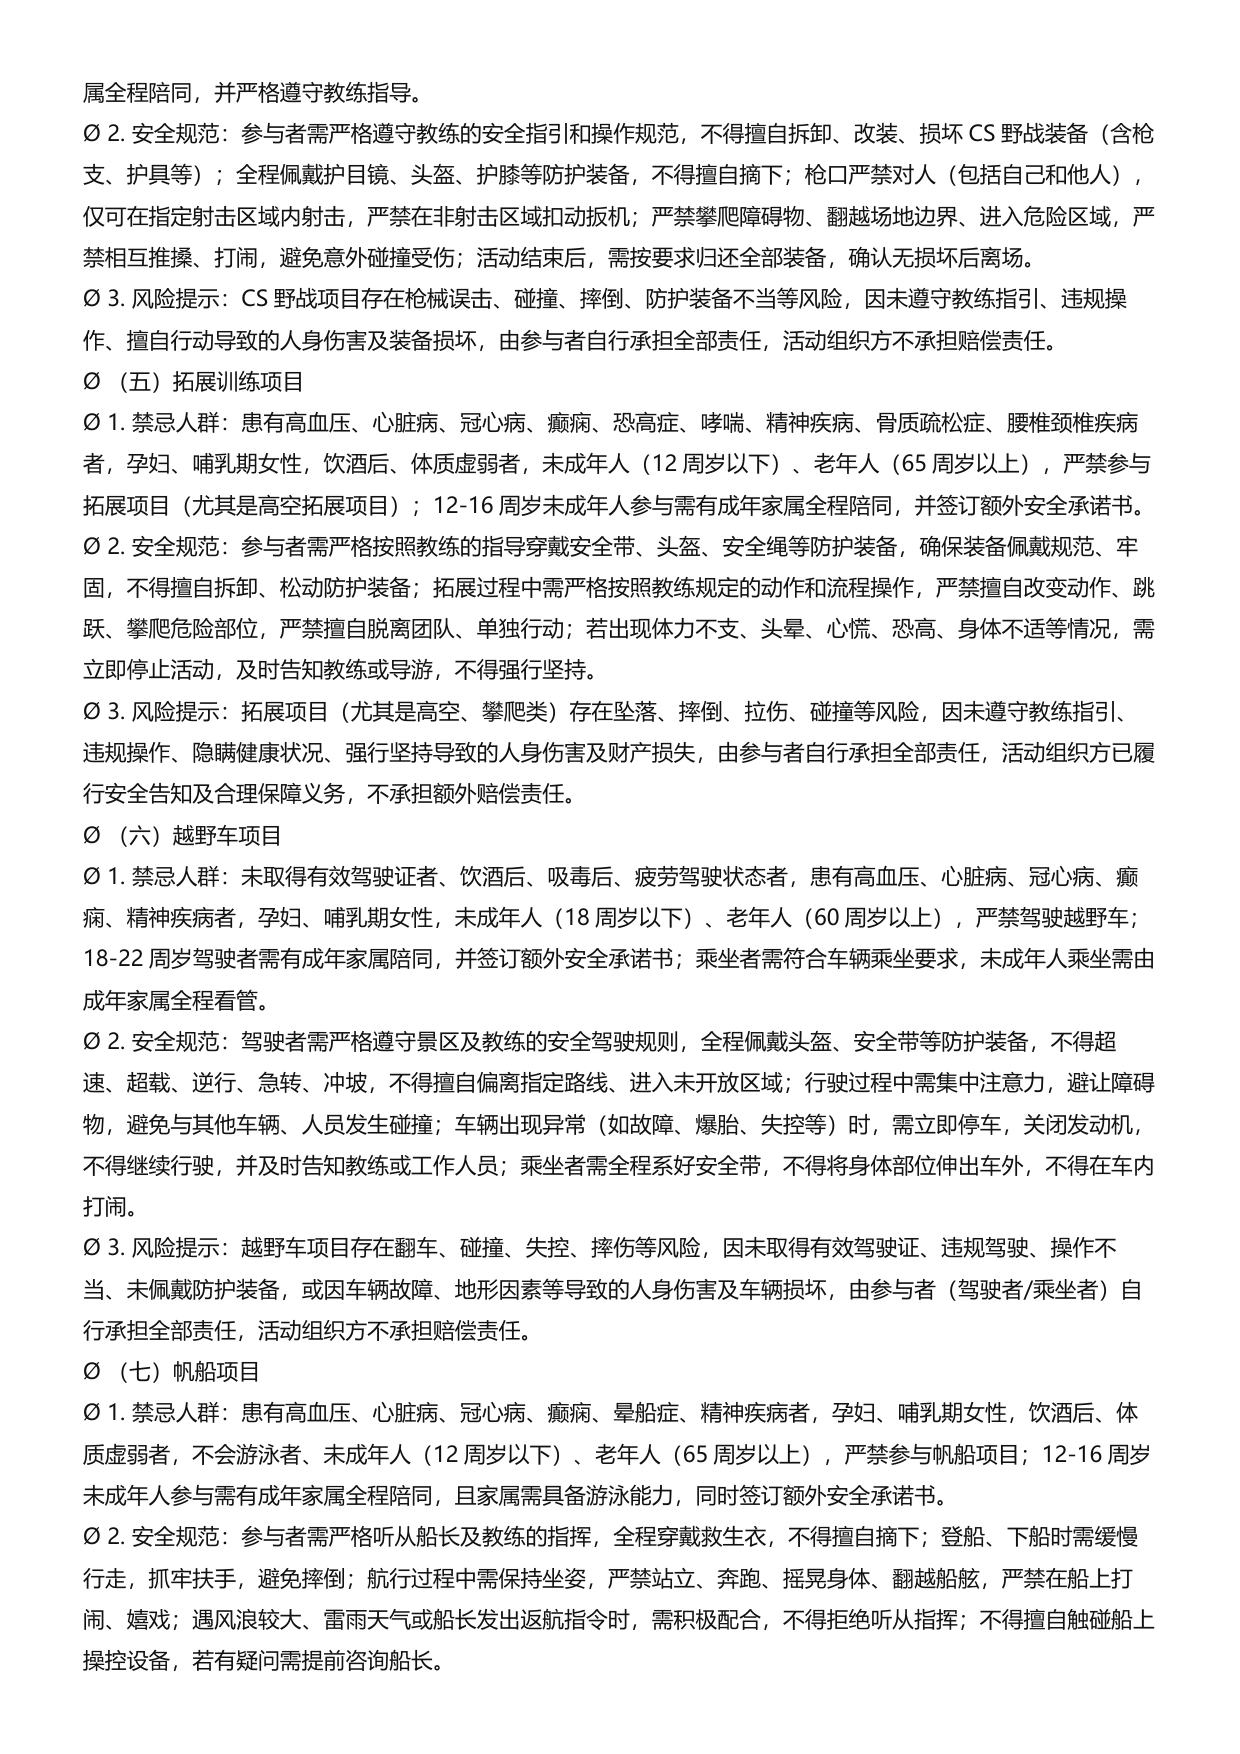 属全程陪同，并严格遵守教练指导。
Ø 2. 安全规范：参与者需严格遵守教练的安全指引和操作规范，不得擅自拆卸、改装、损坏 CS 野战装备（含枪
支、护具等）；全程佩戴护目镜、头盔、护膝等防护装备，不得擅自摘下；枪口严禁对人（包括自己和他人），
仅可在指定射击区域内射击，严禁在非射击区域扣动扳机；严禁攀爬障碍物、翻越场地边界、进入危险区域，严
禁相互推搡、打闹，避免意外碰撞受伤；活动结束后，需按要求归还全部装备，确认无损坏后离场。
Ø 3. 风险提示：CS 野战项目存在枪械误击、碰撞、摔倒、防护装备不当等风险，因未遵守教练指引、违规操
作、擅自行动导致的人身伤害及装备损坏，由参与者自行承担全部责任，活动组织方不承担赔偿责任。
Ø （五）拓展训练项目
Ø 1. 禁忌人群：患有高血压、心脏病、冠心病、癫痫、恐高症、哮喘、精神疾病、骨质疏松症、腰椎颈椎疾病
者，孕妇、哺乳期女性，饮酒后、体质虚弱者，未成年人（12 周岁以下）、老年人（65 周岁以上），严禁参与
拓展项目（尤其是高空拓展项目）；12-16 周岁未成年人参与需有成年家属全程陪同，并签订额外安全承诺书。
Ø 2. 安全规范：参与者需严格按照教练的指导穿戴安全带、头盔、安全绳等防护装备，确保装备佩戴规范、牢
固，不得擅自拆卸、松动防护装备；拓展过程中需严格按照教练规定的动作和流程操作，严禁擅自改变动作、跳
跃、攀爬危险部位，严禁擅自脱离团队、单独行动；若出现体力不支、头晕、心慌、恐高、身体不适等情况，需
立即停止活动，及时告知教练或导游，不得强行坚持。
Ø 3. 风险提示：拓展项目（尤其是高空、攀爬类）存在坠落、摔倒、拉伤、碰撞等风险，因未遵守教练指引、
违规操作、隐瞒健康状况、强行坚持导致的人身伤害及财产损失，由参与者自行承担全部责任，活动组织方已履
行安全告知及合理保障义务，不承担额外赔偿责任。
Ø （六）越野车项目
Ø 1. 禁忌人群：未取得有效驾驶证者、饮酒后、吸毒后、疲劳驾驶状态者，患有高血压、心脏病、冠心病、癫
痫、精神疾病者，孕妇、哺乳期女性，未成年人（18 周岁以下）、老年人（60 周岁以上），严禁驾驶越野车；
18-22 周岁驾驶者需有成年家属陪同，并签订额外安全承诺书；乘坐者需符合车辆乘坐要求，未成年人乘坐需由
成年家属全程看管。
Ø 2. 安全规范：驾驶者需严格遵守景区及教练的安全驾驶规则，全程佩戴头盔、安全带等防护装备，不得超
速、超载、逆行、急转、冲坡，不得擅自偏离指定路线、进入未开放区域；行驶过程中需集中注意力，避让障碍
物，避免与其他车辆、人员发生碰撞；车辆出现异常（如故障、爆胎、失控等）时，需立即停车，关闭发动机，
不得继续行驶，并及时告知教练或工作人员；乘坐者需全程系好安全带，不得将身体部位伸出车外，不得在车内
打闹。
Ø 3. 风险提示：越野车项目存在翻车、碰撞、失控、摔伤等风险，因未取得有效驾驶证、违规驾驶、操作不
当、未佩戴防护装备，或因车辆故障、地形因素等导致的人身伤害及车辆损坏，由参与者（驾驶者/乘坐者）自
行承担全部责任，活动组织方不承担赔偿责任。
Ø （七）帆船项目
Ø 1. 禁忌人群：患有高血压、心脏病、冠心病、癫痫、晕船症、精神疾病者，孕妇、哺乳期女性，饮酒后、体
质虚弱者，不会游泳者、未成年人（12 周岁以下）、老年人（65 周岁以上），严禁参与帆船项目；12-16 周岁
未成年人参与需有成年家属全程陪同，且家属需具备游泳能力，同时签订额外安全承诺书。
Ø 2. 安全规范：参与者需严格听从船长及教练的指挥，全程穿戴救生衣，不得擅自摘下；登船、下船时需缓慢
行走，抓牢扶手，避免摔倒；航行过程中需保持坐姿，严禁站立、奔跑、摇晃身体、翻越船舷，严禁在船上打
闹、嬉戏；遇风浪较大、雷雨天气或船长发出返航指令时，需积极配合，不得拒绝听从指挥；不得擅自触碰船上
操控设备，若有疑问需提前咨询船长。